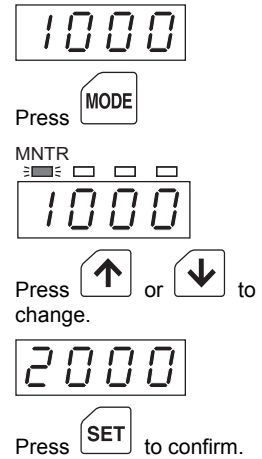 1000
Press MODE
MNTR
1000
Press ↑ or ↓ to
change.
2000
Press SET to confirm.